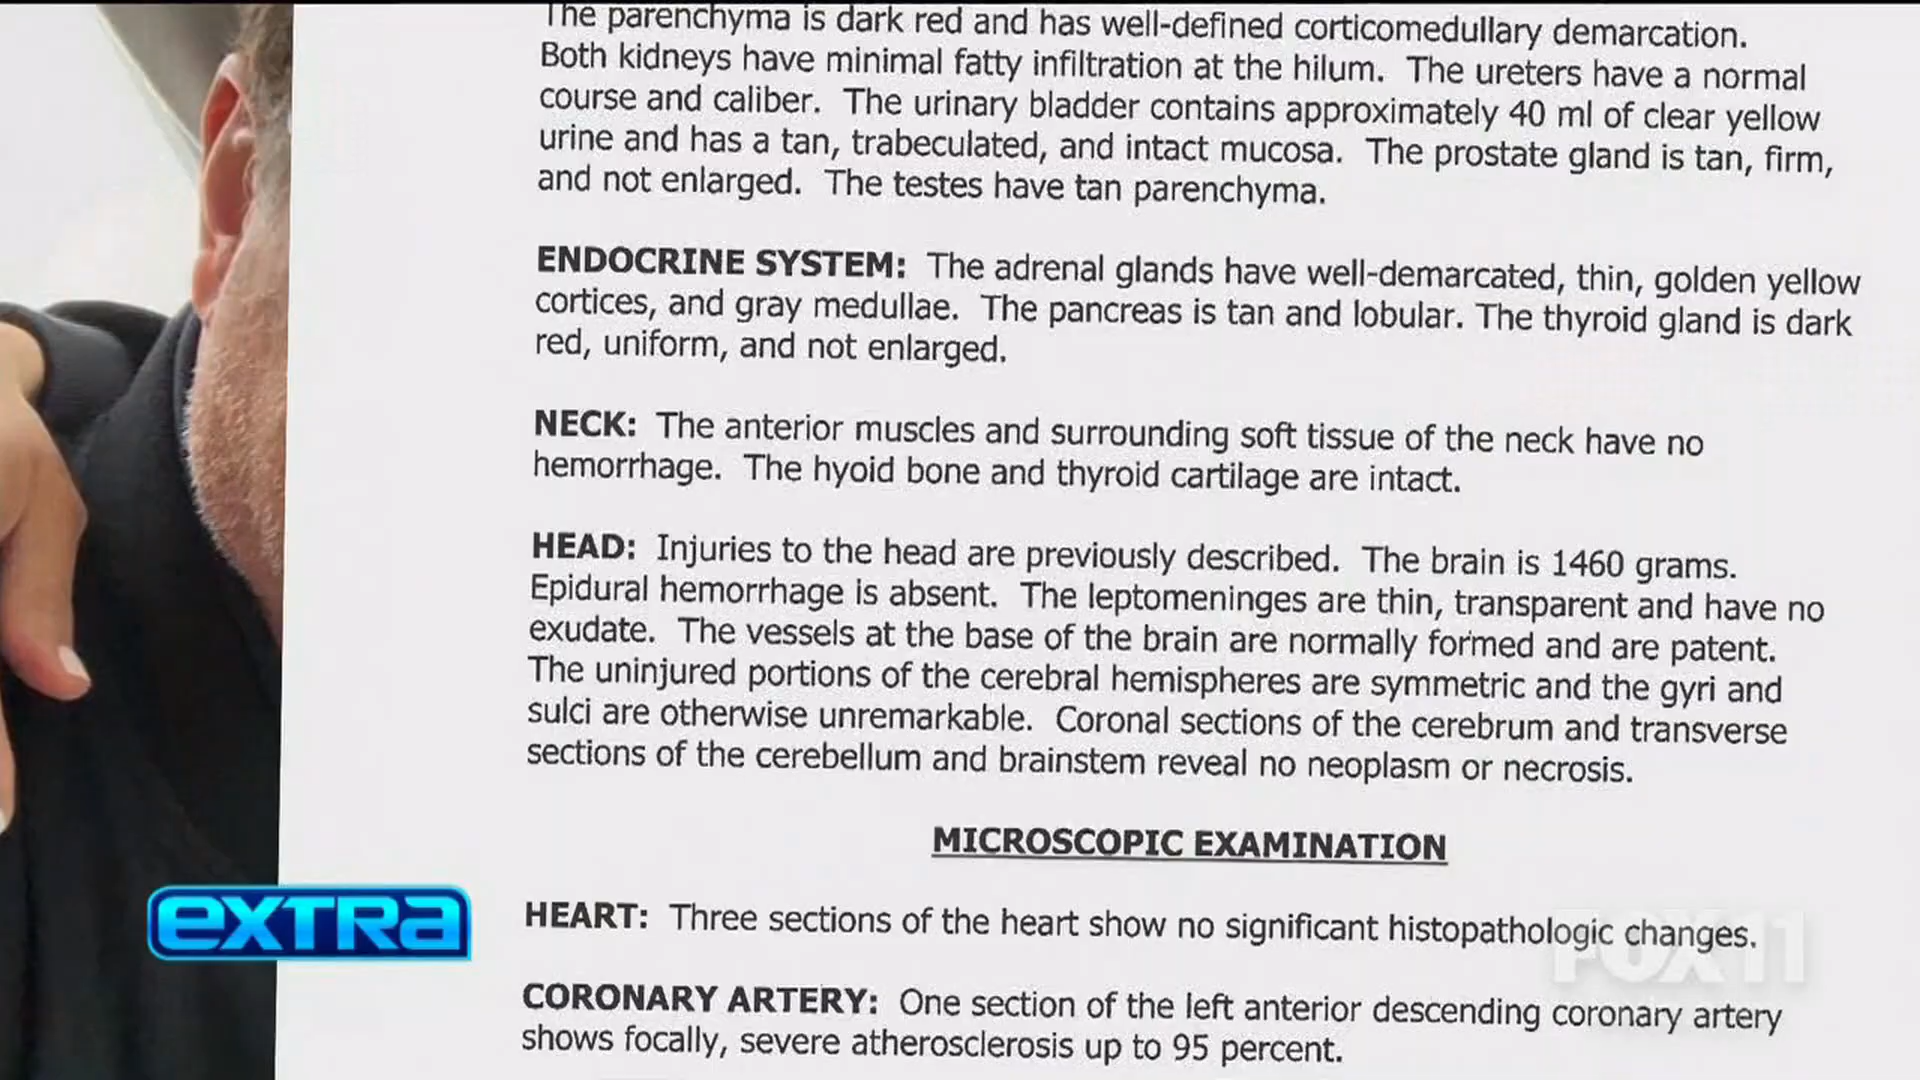 The parenchyma is dark red and has well-defined corticomedullary demarcation.
Both kidneys have minimal fatty infiltration at the hilum. The ureters have a normal
course and caliber. The urinary bladder contains approximately 40 ml of clear yellow
urine and has a tan, trabeculated, and intact mucosa. The prostate gland is tan, firm,
and not enlarged. The testes have tan parenchyma.
ENDOCRINE SYSTEM: The adrenal glands have well-demarcated, thin, golden yellow
cortices, and gray medullae. The pancreas is tan and lobular. The thyroid gland is dark
red, uniform, and not enlarged.
NECK: The anterior muscles and surrounding soft tissue of the neck have no
hemorrhage. The hyoid bone and thyroid cartilage are intact.
HEAD: Injuries to the head are previously described. The brain is 1460 grams.
Epidural hemorrhage is absent. The leptomeninges are thin, transparent and have no
exudate. The vessels at the base of the brain are normally formed and are patent.
The uninjured portions of the cerebral hemispheres are symmetric and the gyri and
sulci are otherwise unremarkable. Coronal sections of the cerebrum and transverse
sections of the cerebellum and brainstem reveal no neoplasm or necrosis.
MICROSCOPIC EXAMINATION
HEART: Three sections of the heart show no significant histopathologic changes.
CORONARY ARTERY: One section of the left anterior descending coronary artery
shows focally, severe atherosclerosis up to 95 percent.
extra
FOX 11